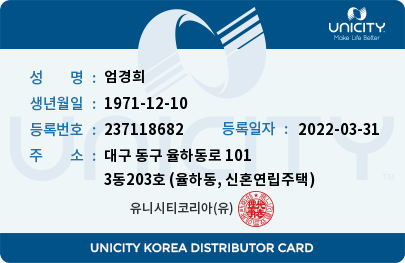 UNICITY
Make Life Better
성 명 : 엄경희
생년월일 : 1971-12-10
등록번호 : 237118682 등록일자 : 2022-03-31
주 소 : 대구 동구 율하동로 101
3동203호 (율하동, 신혼연립주택)
유니시티코리아(유)
UNICITY
UNICITY KOREA DISTRIBUTOR CARD